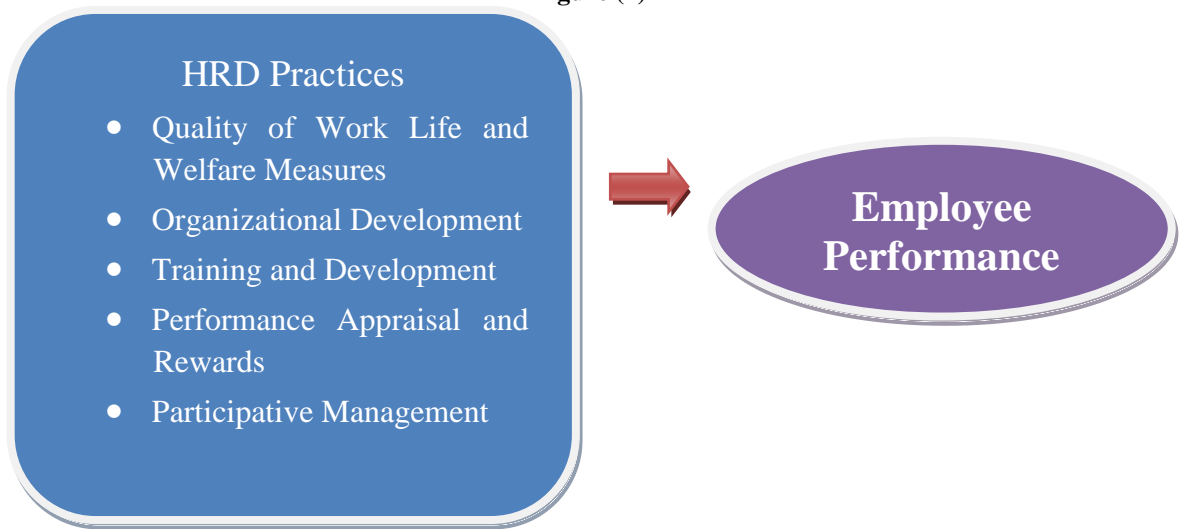 HRD Practices
• Quality of Work Life and
Welfare Measures
• Organizational Development
• Training and Development
• Performance Appraisal and
Rewards
• Participative Management
Employee
Performance